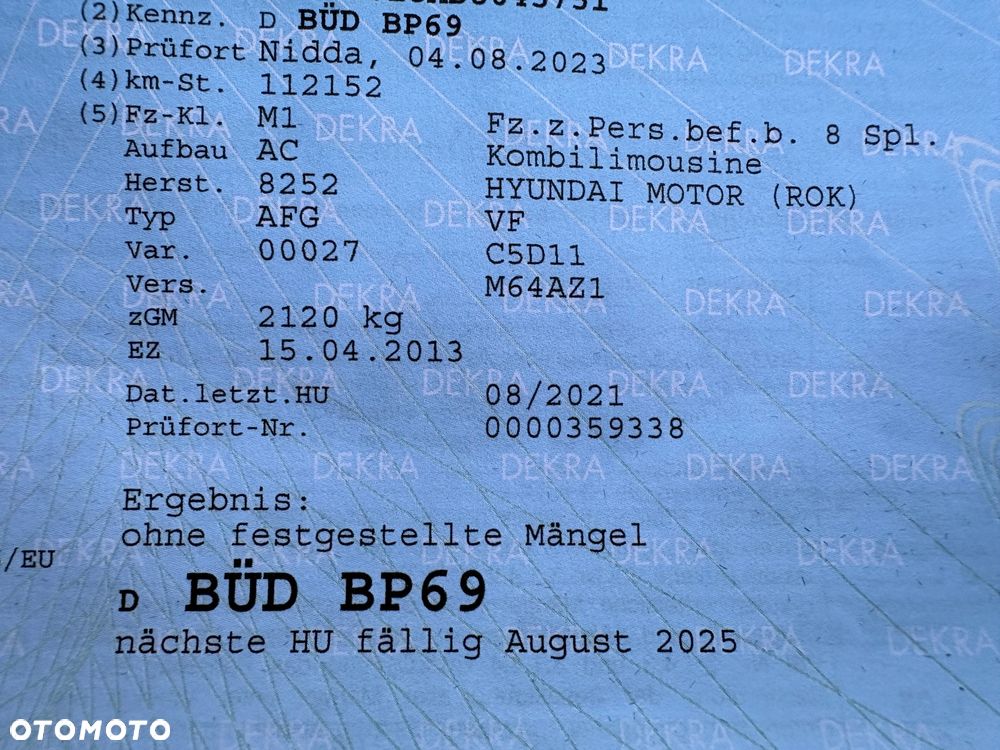 (2) Kennz. D BÜD BP69
(3) Prüfort Nidda, 04.08.2023
(4) km-St. 112152
(5) Fz-Kl. M1 Fz.z.Pers.bef.b. 8 Spl.
Aufbau AC Kombilimousine
Herst. 8252 HYUNDAI MOTOR (ROK)
Typ AFG VF
Var. 00027 C5D11
Vers. M64AZ1
zGM 2120 kg
EZ 15.04.2013
Dat.letzt.HU 08/2021
Prüfort-Nr. 0000359338
Ergebnis:
ohne festgestellte Mängel
/EU
D BÜD BP69
nächste HU fällig August 2025
OTOMOTO